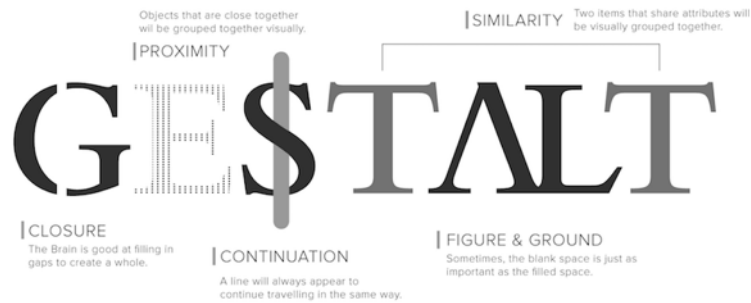 Objects that are close together
wil be grouped together visually.
PROXIMITY
SIMILARITY
Two items that share attributes will
be visually grouped together.
GESTALT
CLOSURE
The Brain is good at filling in
gaps to create a whole.
CONTINUATION
A line will always appear to
continue travelling in the same way.
FIGURE & GROUND
Sometimes, the blank space is just as
important as the filled space.